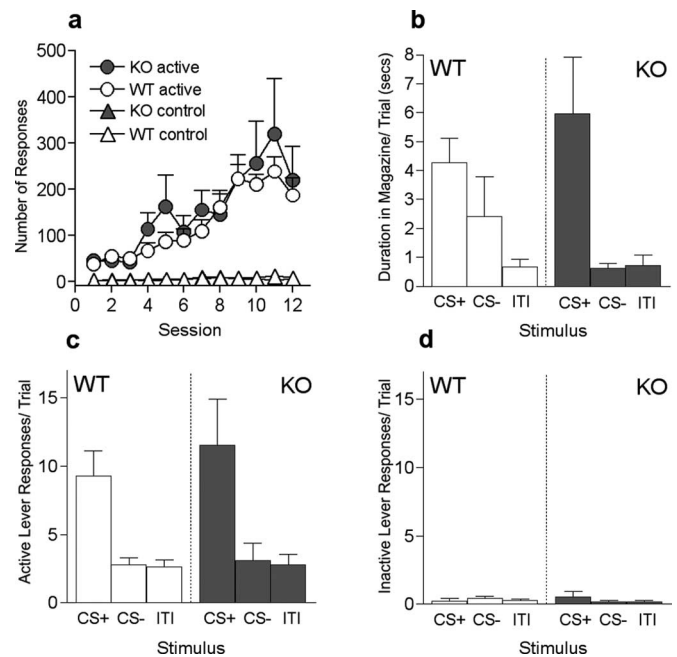 a
500
400
300
200
100
0
Number of Responses
KO active
WT active
KO control
WT control
0 2 4 6 8 10 12
Session
b
8
7
6
5
4
3
2
1
0
Duration in Magazine/ Trial (secs)
WT KO
CS+ CS- ITI CS+ CS- ITI
Stimulus
c
15
10
5
0
Active Lever Responses/ Trial
WT KO
CS+ CS- ITI CS+ CS- ITI
Stimulus
d
15
10
5
0
Inactive Lever Responses/ Trial
WT KO
CS+ CS- ITI CS+ CS- ITI
Stimulus